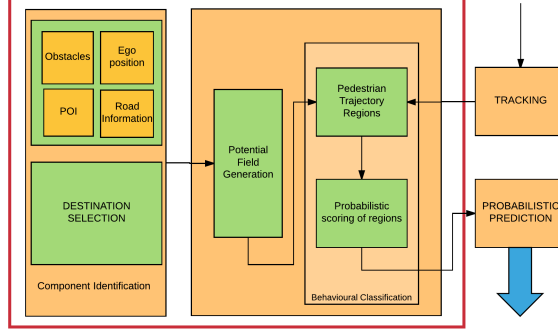 Obstacles
Ego
position
POI
Road
Information
DESTINATION
SELECTION
Component Identification
Potential
Field
Generation
Pedestrian
Trajectory
Regions
Probabilistic
scoring of regions
Behavioural Classification
TRACKING
PROBABILISTIC
PREDICTION